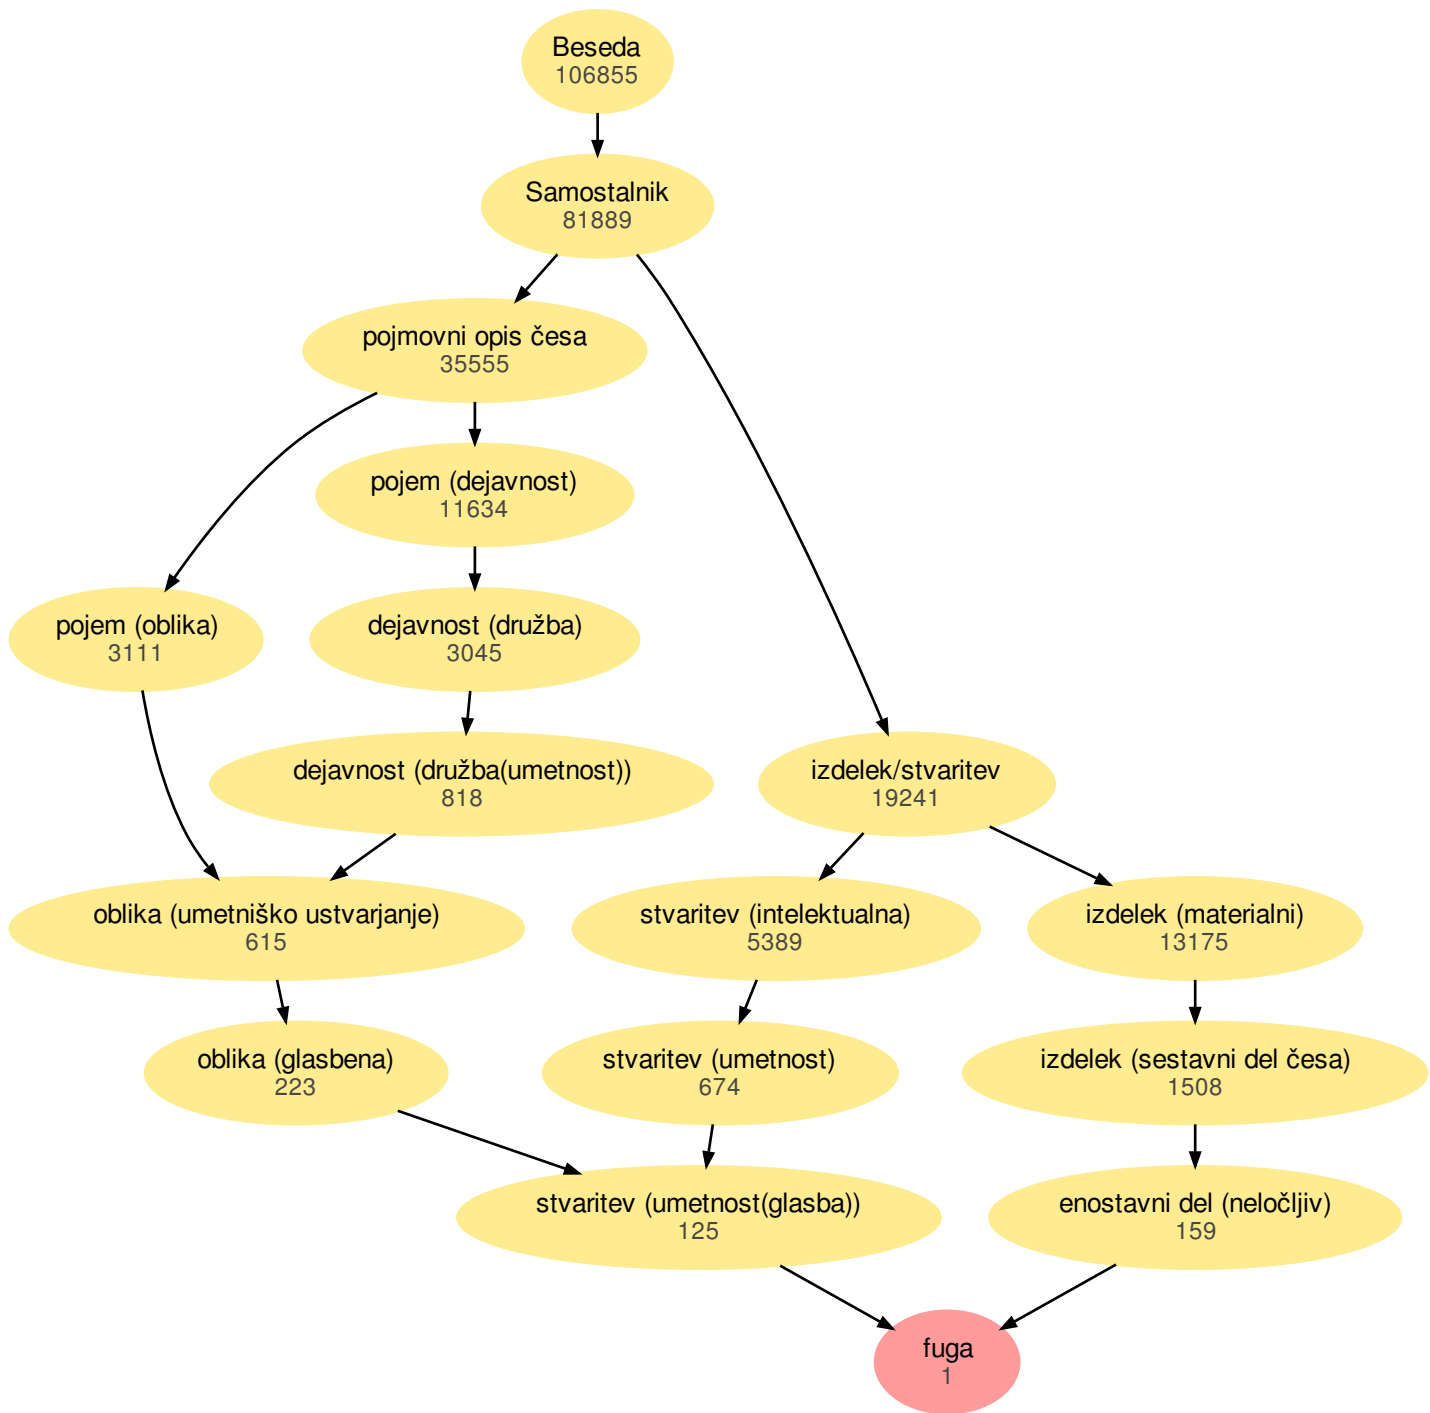 Beseda
106855
Samostalnik
81889
pojmovni opis česa
35555
pojem (dejavnost)
11634
pojem (oblika)
3111
dejavnost (družba)
3045
dejavnost (družba(umetnost))
818
izdelek/stvaritev
19241
oblika (umetniško ustvarjanje)
615
stvaritev (intelektualna)
5389
izdelek (materialni)
13175
oblika (glasbena)
223
stvaritev (umetnost)
674
izdelek (sestavni del česa)
1508
stvaritev (umetnost(glasba))
125
enostavni del (neločljiv)
159
fuga
1